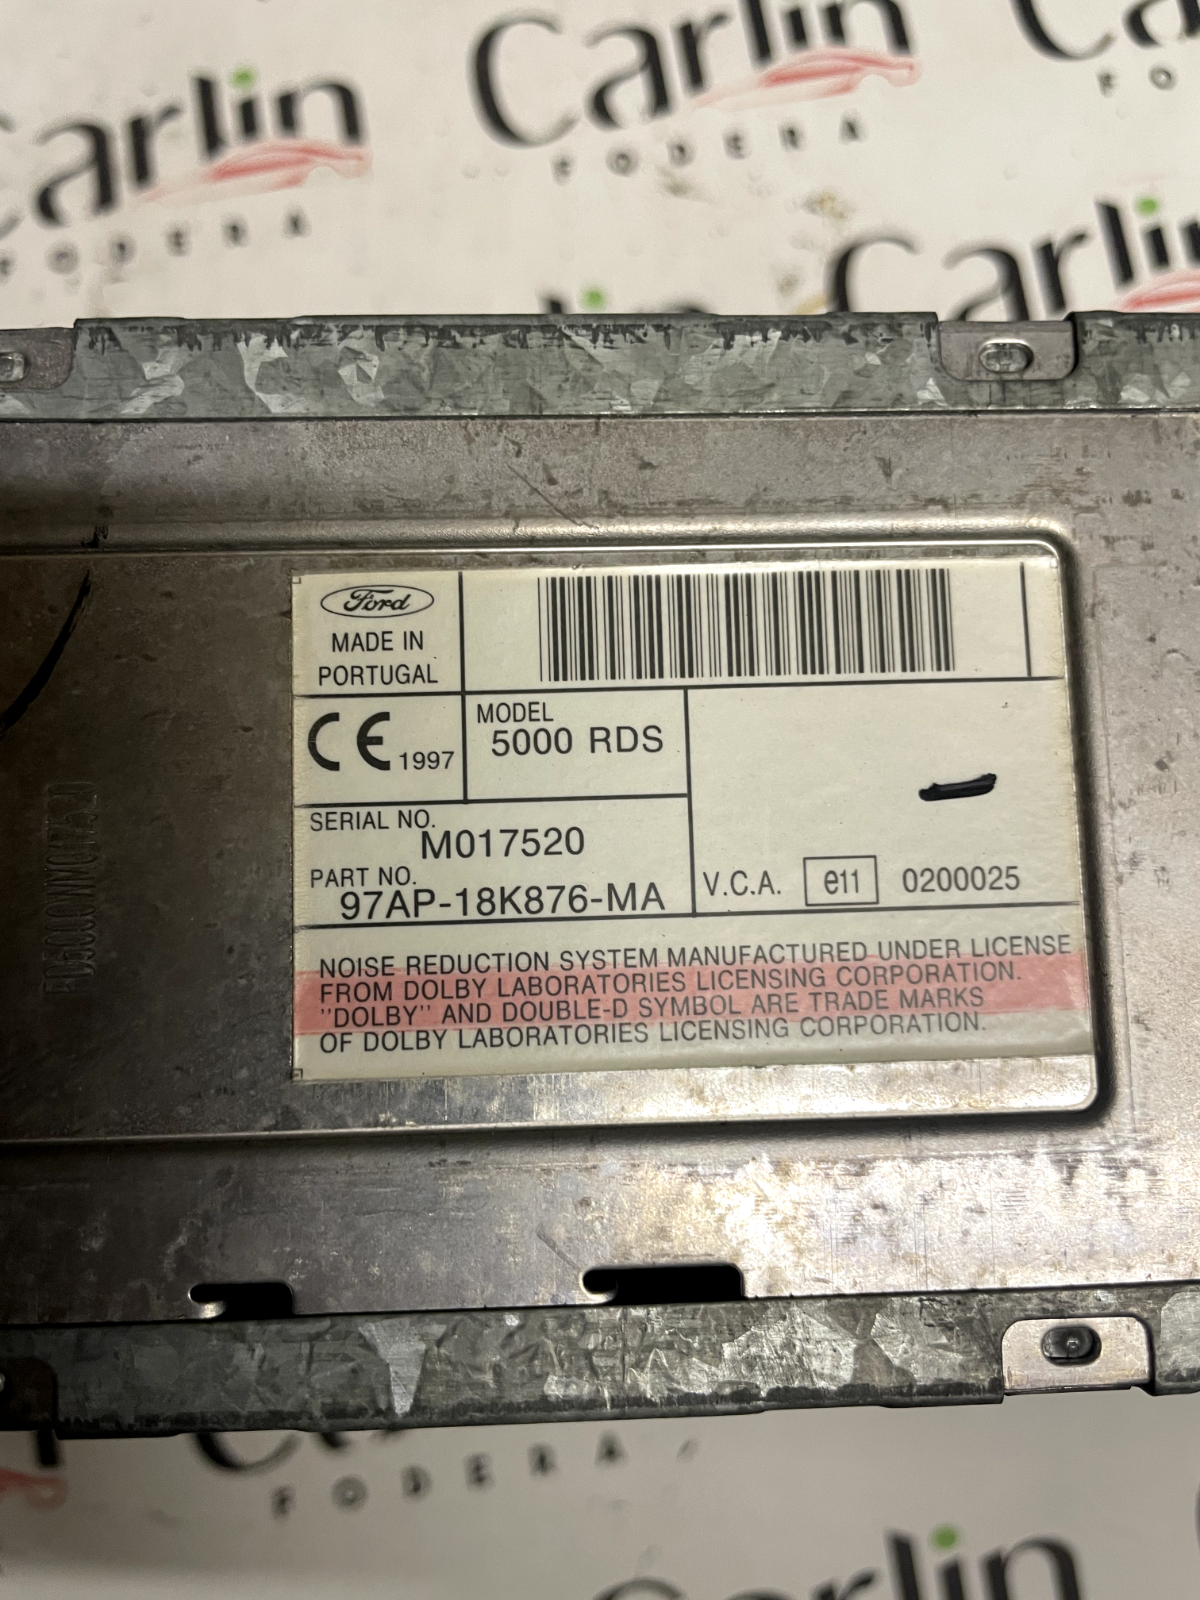 Carlin
FODERA
Carlin
FODERA
Carlin
Ford
MADE IN
PORTUGAL
CE 1997
MODEL
5000 RDS
SERIAL NO.
M017520
PART NO.
97AP-18K876-MA
V.C.A. e11 0200025
NOISE REDUCTION SYSTEM MANUFACTURED UNDER LICENSE
FROM DOLBY LABORATORIES LICENSING CORPORATION.
"DOLBY" AND DOUBLE-D SYMBOL ARE TRADE MARKS
OF DOLBY LABORATORIES LICENSING CORPORATION.
FODERA
Carlin